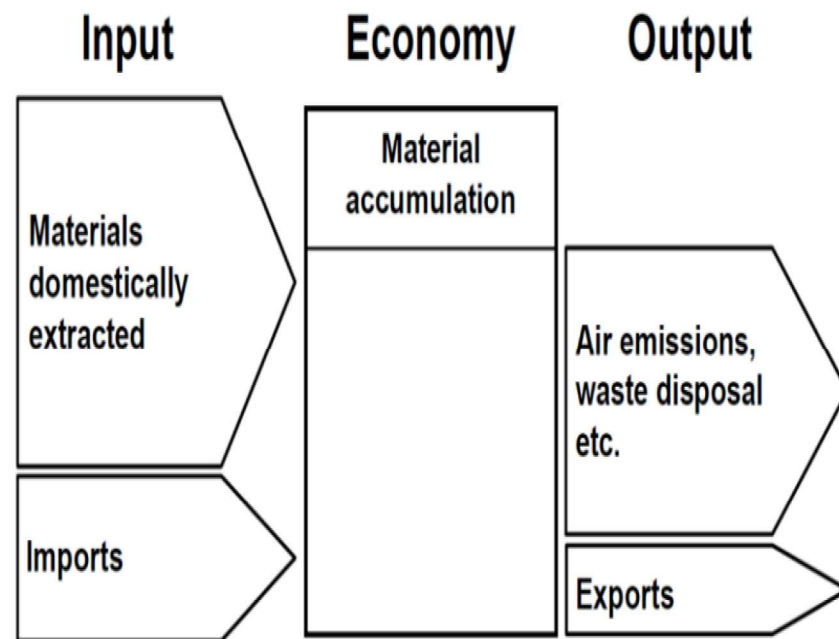 Input
Economy
Output
Material
accumulation
Materials
domestically
extracted
Air emissions,
waste disposal
etc.
Imports
Exports